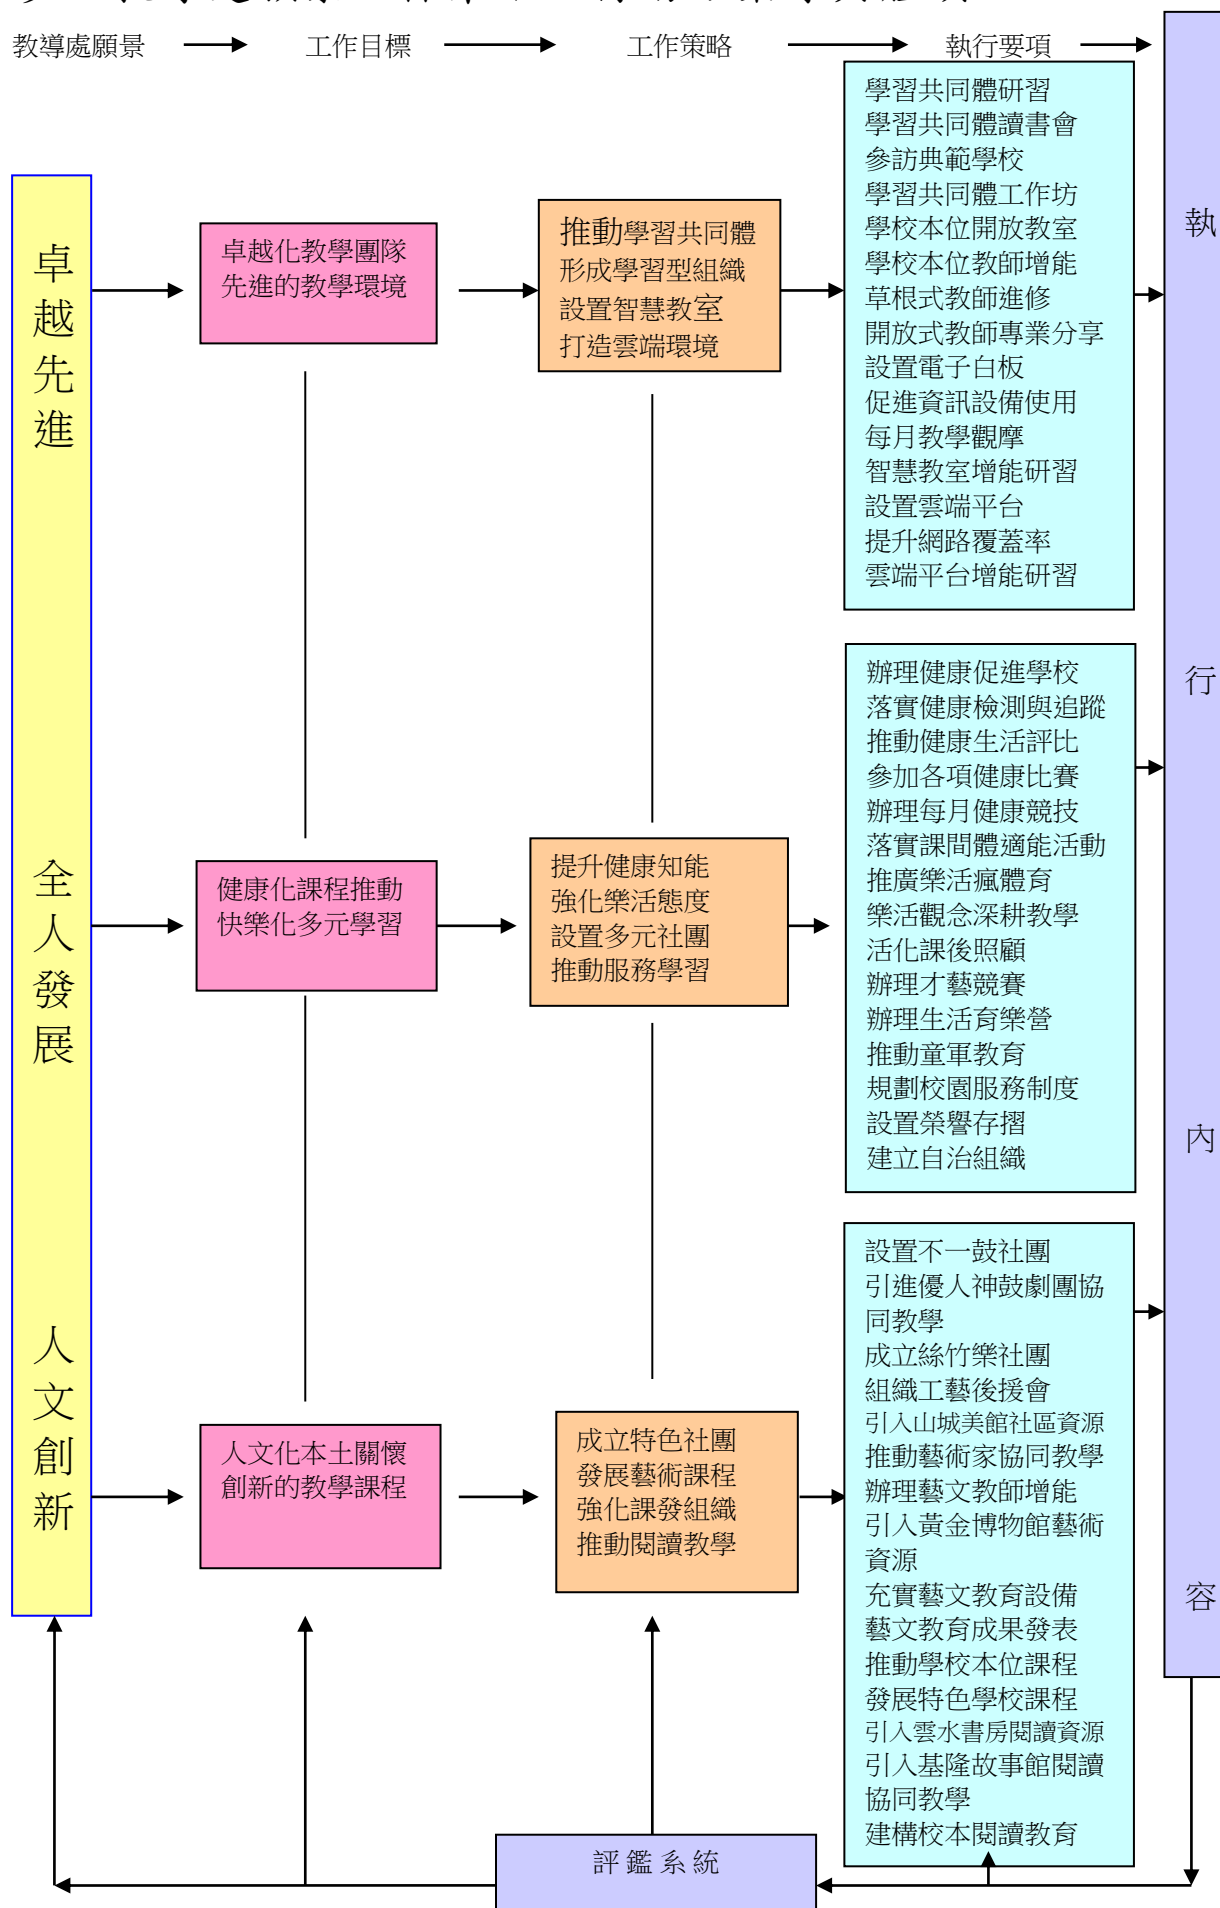 教導處願景
工作目標
工作策略
執行要項
卓越先進
全人發展
人文創新
卓越化教學團隊
先進的教學環境
推動學習共同體
形成學習型組織
設置智慧教室
打造雲端環境
學習共同體研習
學習共同體讀書會
參訪典範學校
學習共同體工作坊
學校本位開放教室
學校本位教師增能
草根式教師進修
開放式教師專業分享
設置電子白板
促進資訊設備使用
每月教學觀摩
智慧教室增能研習
設置雲端平台
提升網路覆蓋率
雲端平台增能研習
健康化課程推動
快樂化多元學習
提升健康知能
強化樂活態度
設置多元社團
推動服務學習
辦理健康促進學校
落實健康檢測與追蹤
推動健康生活評比
參加各項健康比賽
辦理每月健康競技
落實課間體適能活動
推廣樂活瘋體育
樂活觀念深耕教學
活化課後照顧
辦理才藝競賽
辦理生活育樂營
推動童軍教育
規劃校園服務制度
設置榮譽存摺
建立自治組織
人文化本土關懷
創新的教學課程
成立特色社團
發展藝術課程
強化課發組織
推動閱讀教學
設置不一鼓社團
引進優人神鼓劇團協
同教學
成立絲竹樂社團
組織工藝後援會
引入山城美館社區資源
推動藝術家協同教學
辦理藝文教師增能
引入黃金博物館藝術
資源
充實藝文教育設備
藝文教育成果發表
推動學校本位課程
發展特色學校課程
引入雲水書房閱讀資源
引入基隆故事館閱讀
協同教學
建構校本閱讀教育
執行內容
評鑑系統